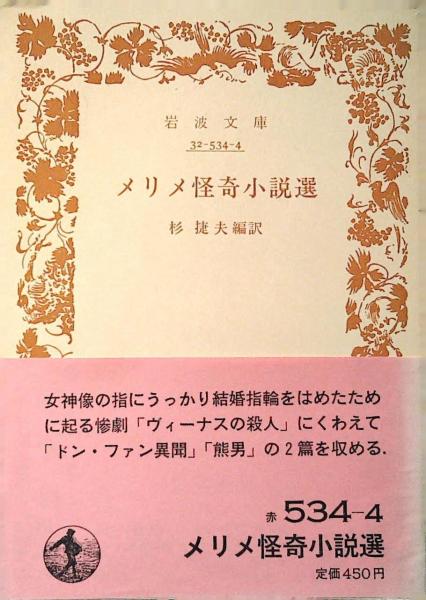 岩波文庫
32-534-4
メリメ怪奇小説選
杉 捷夫編訳
女神像の指にうっかり結婚指輪をはめたため
に起る惨劇「ヴィーナスの殺人」にくわえて
「ドン・ファン異聞」「熊男」の2篇を収める.
赤 534-4
メリメ怪奇小説選
定価450円